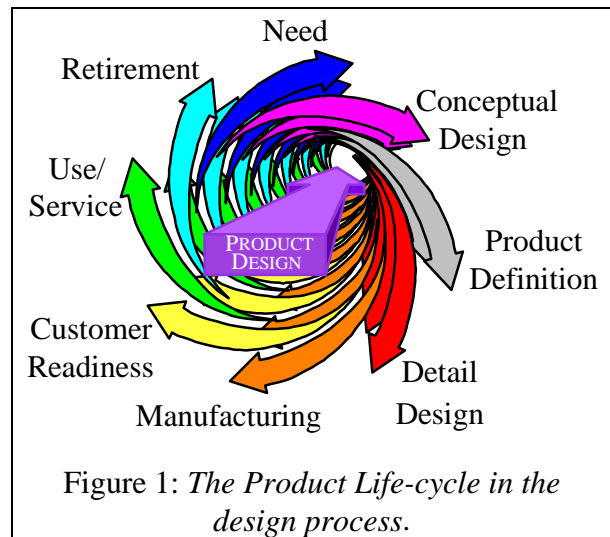 Need
Retirement
Conceptual
Design
Use/
Service
PRODUCT
DESIGN
Product
Definition
Customer
Readiness
Detail
Design
Manufacturing
Figure 1: The Product Life-cycle in the
design process.